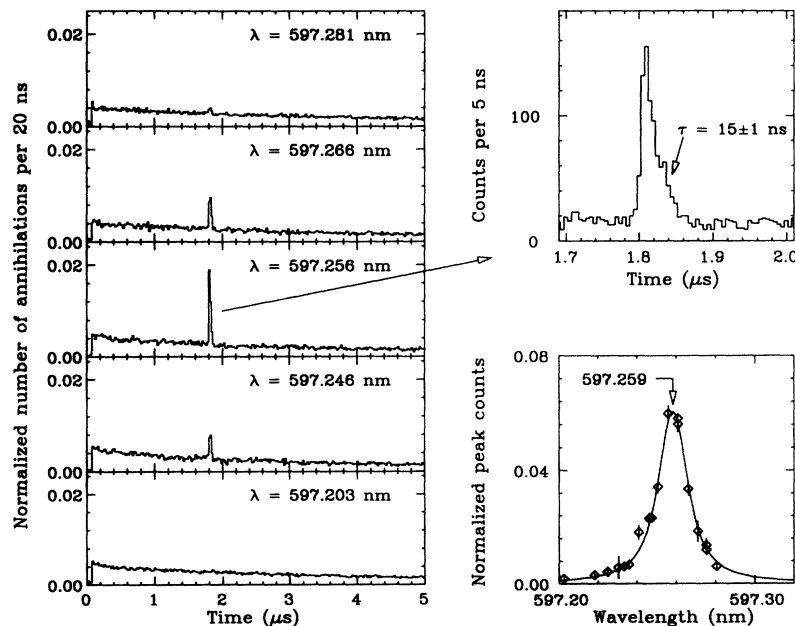 Normalized number of annihilations per 20 ns
0.02
λ = 597.281 nm
0.00
0.02
λ = 597.266 nm
0.00
0.02
λ = 597.256 nm
0.00
0.02
λ = 597.246 nm
0.00
0.02
λ = 597.203 nm
0.00
0 1 2 3 4 5
Time (μs)
Counts per 5 ns
100
0
τ = 15±1 ns
1.7 1.8 1.9 2.0
Time (μs)
Normalized peak counts
0.08
0.04
0.00
597.259
597.20 597.30
Wavelength (nm)